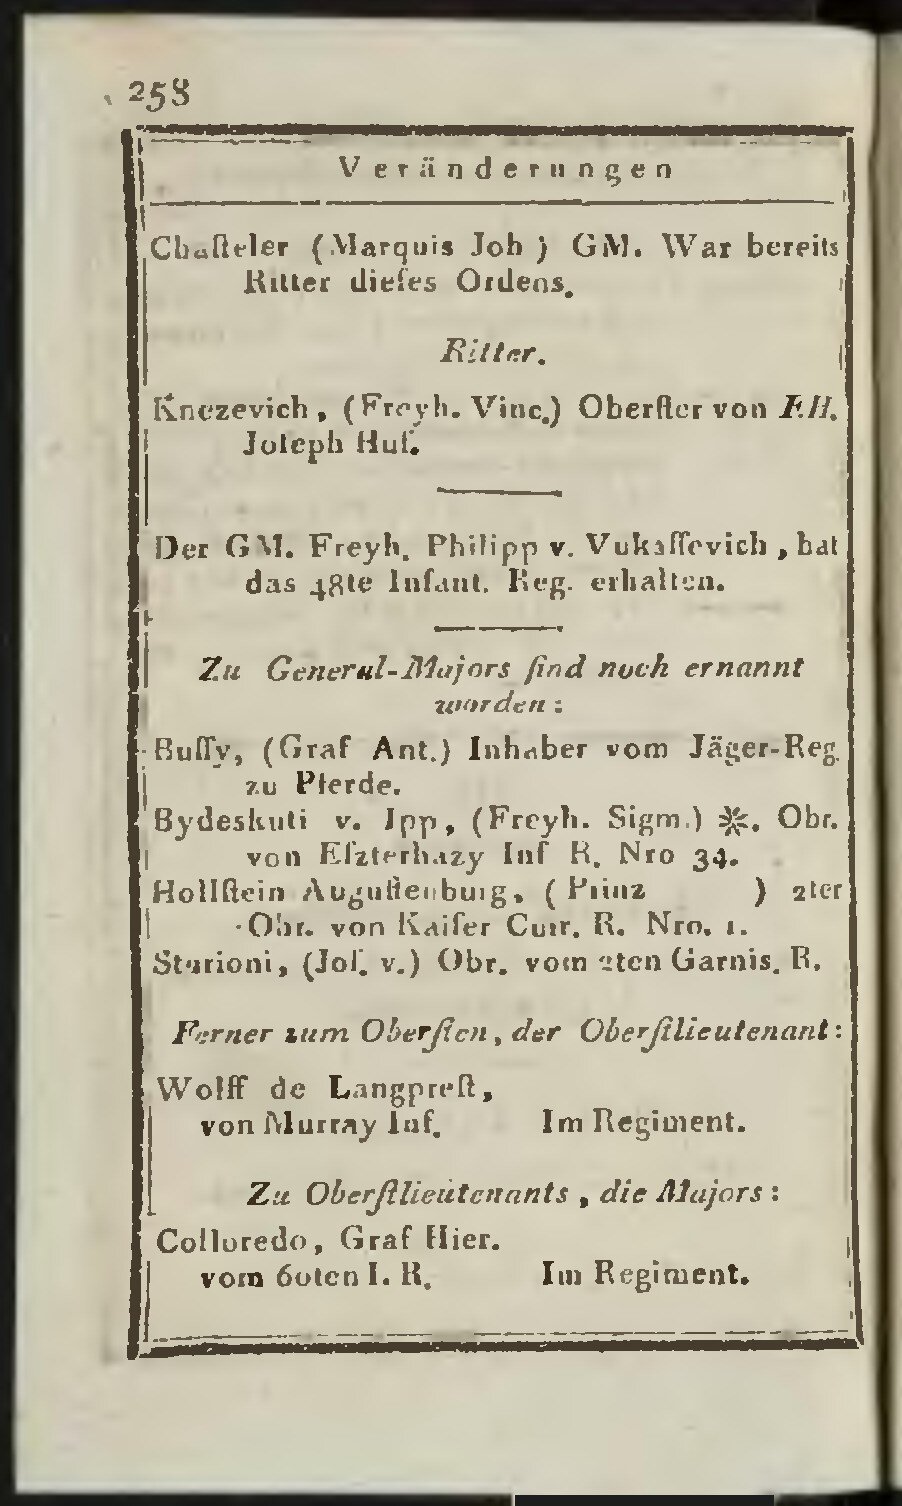 258
Veränderungen
Chaſteler (Marquis Joh ) GM. War bereits
Ritter dieſes Ordens.
Ritter.
Knezevich, (Freyh. Vinc.) Oberſter von EH.
Joſeph Huſ.
Der GM. Freyh. Philipp v. Vukaſſevich, hat
das 48te Infant. Reg. erhalten.
Zu General-Majors ſind noch ernannt
worden:
Buſſy, (Graf Ant.) Inhaber vom Jäger-Reg.
zu Pferde.
Bydeskuti v. Ipp, (Freyh. Sigm.) ✻. Obr.
von Eſzterhazy Inf R. Nro 34.
Hollſtein Auguſtenburg, (Prinz ) 2ter
Obr. von Kaiſer Cuir. R. Nro. 1.
Starioni, (Joſ. v.) Obr. vom 2ten Garnis. R.
Ferner zum Oberſten, der Oberſtlieutenant:
Wolff de Langpreſt,
von Murray Inf. Im Regiment.
Zu Oberſtlieutenants, die Majors:
Colloredo, Graf Hier.
vom 60ten I. R. Im Regiment.